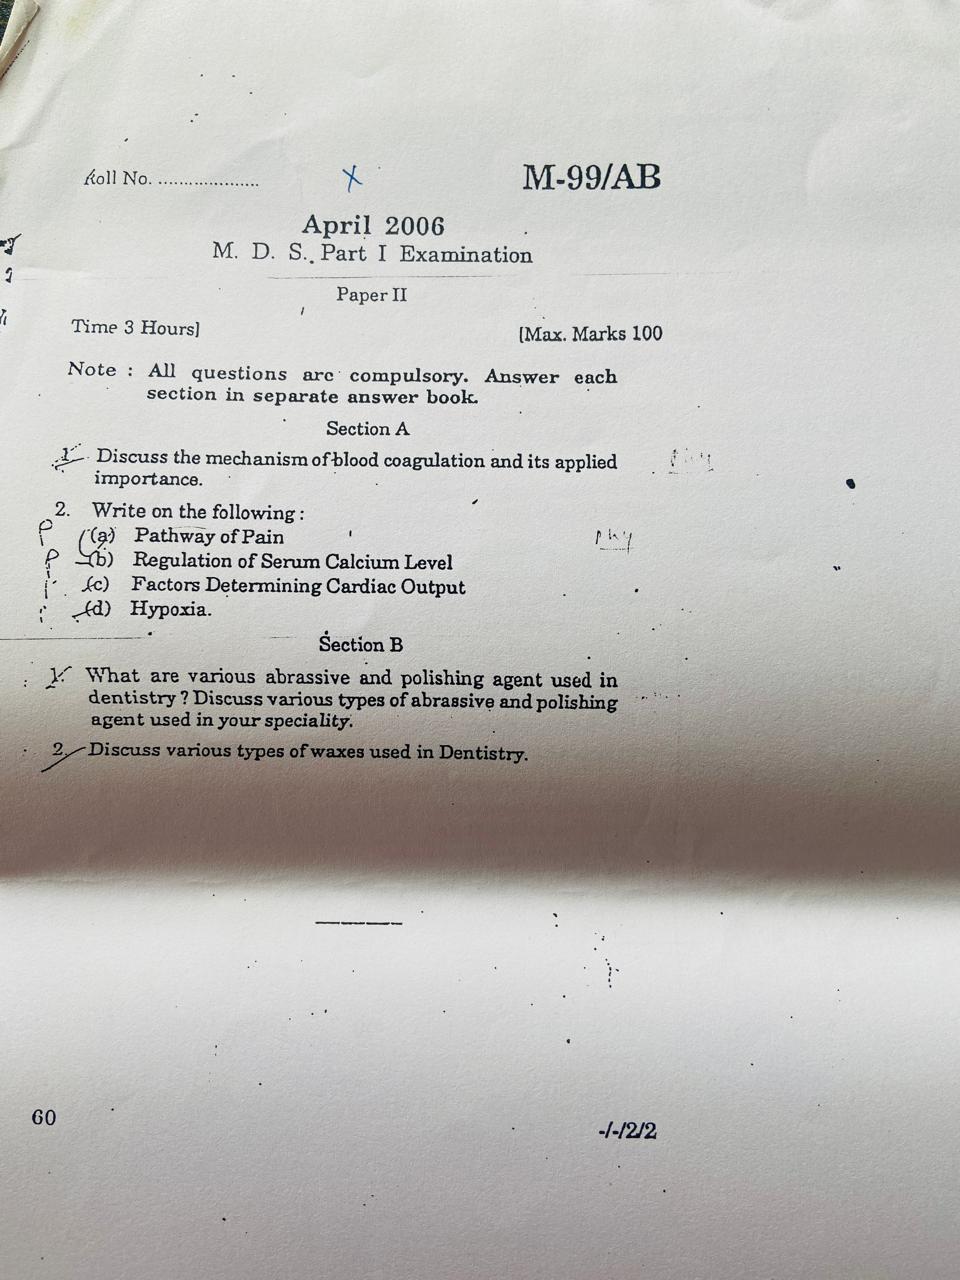 Roll No. ....................
X
M-99/AB
April 2006
M. D. S. Part I Examination
Paper II
Time 3 Hours]
[Max. Marks 100
Note : All questions are compulsory. Answer each
section in separate answer book.
Section A
1. Discuss the mechanism of blood coagulation and its applied
importance.
Phy
2. Write on the following :
P (a) Pathway of Pain
Phy
P (b) Regulation of Serum Calcium Level
(c) Factors Determining Cardiac Output
(d) Hypoxia.
Section B
1. What are various abrassive and polishing agent used in
dentistry ? Discuss various types of abrassive and polishing
agent used in your speciality.
2. Discuss various types of waxes used in Dentistry.
60
-/-/2/2